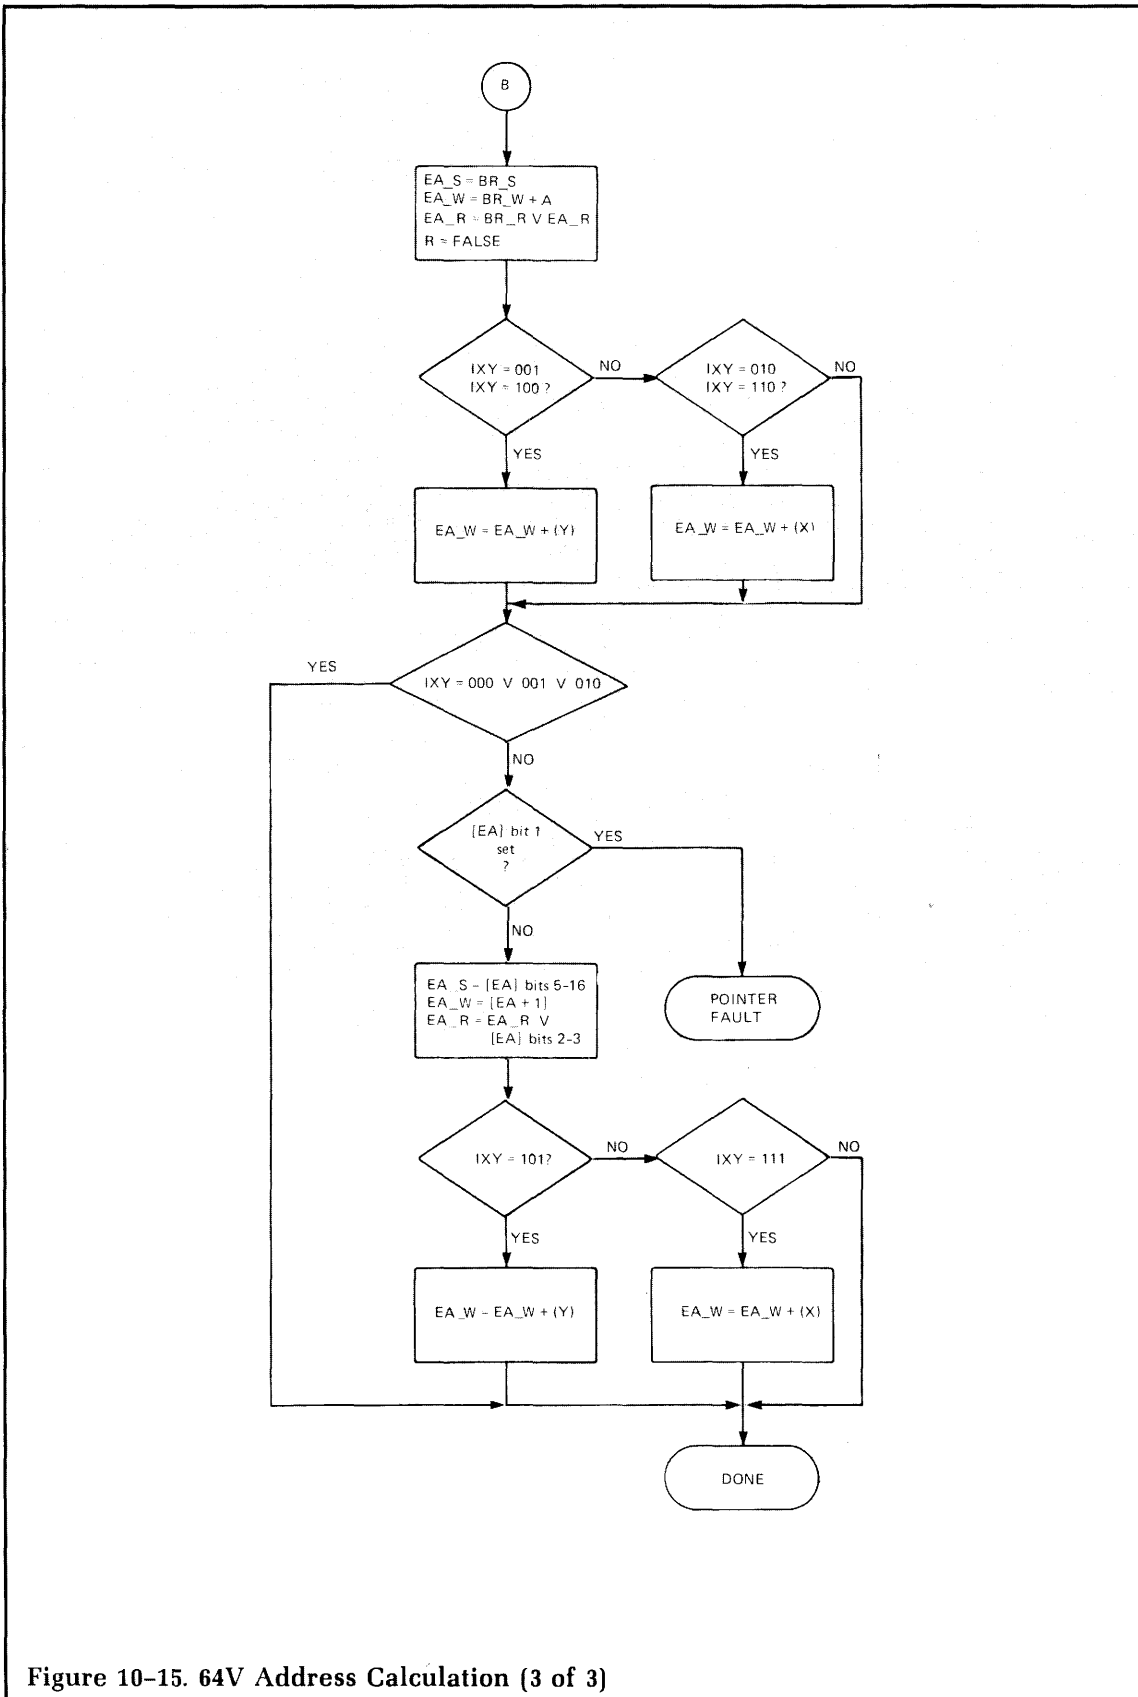 B
EA_S = BR_S
EA_W = BR_W + A
EA_R = BR_R V EA_R
R = FALSE
IXY = 001
IXY = 100 ?
NO
IXY = 010
IXY = 110 ?
NO
YES
YES
EA_W = EA_W + (Y)
EA_W = EA_W + (X)
YES
IXY = 000 V 001 V 010
NO
[EA] bit 1
set
?
YES
NO
EA_S = [EA] bits 5-16
EA_W = [EA + 1]
EA_R = EA_R V
[EA] bits 2-3
POINTER
FAULT
IXY = 101?
NO
IXY = 111
NO
YES
YES
EA_W = EA_W + (Y)
EA_W = EA_W + (X)
DONE
Figure 10-15. 64V Address Calculation (3 of 3)